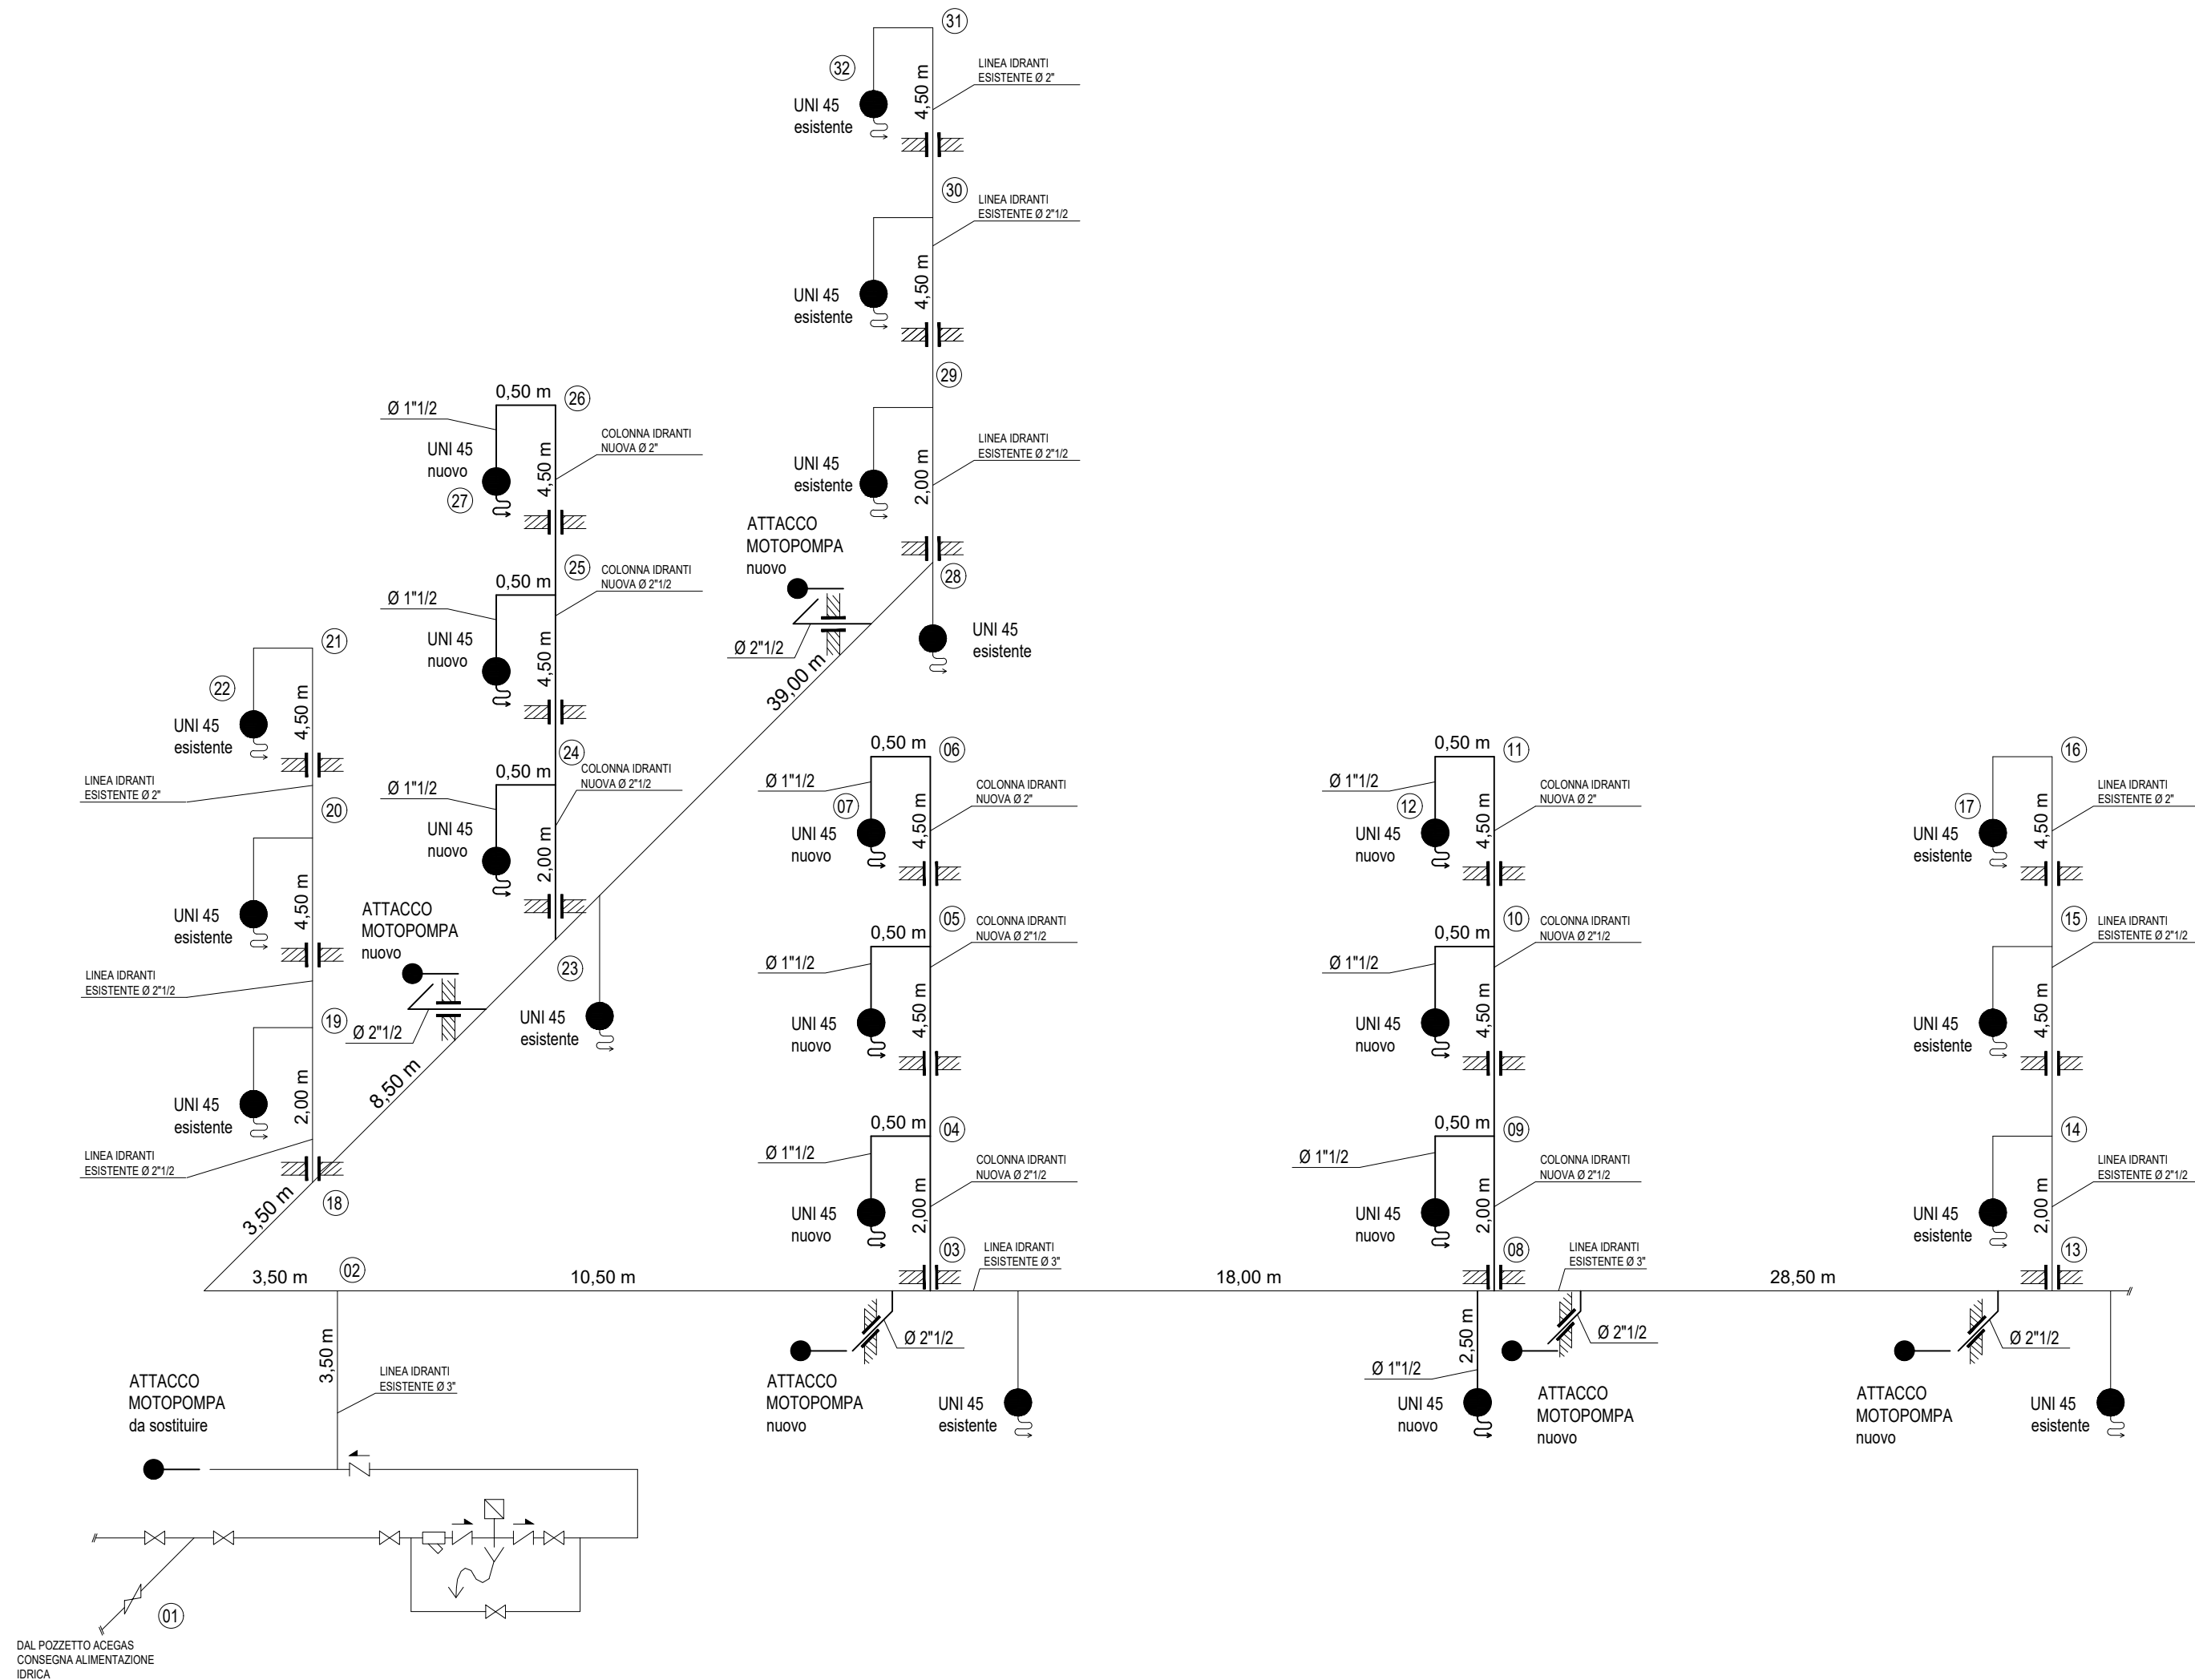 31
LINEA IDRANTI
ESISTENTE Ø 2"
32
4,50 m
UNI 45
esistente
30
LINEA IDRANTI
ESISTENTE Ø 2"1/2
4,50 m
UNI 45
esistente
29
LINEA IDRANTI
ESISTENTE Ø 2"1/2
UNI 45
esistente
2,00 m
ATTACCO
MOTOPOMPA
nuovo
28
Ø 2"1/2
UNI 45
esistente
39,00 m
0,50 m
26
Ø 1"1/2
COLONNA IDRANTI
NUOVA Ø 2"
UNI 45
nuovo
4,50 m
27
25
0,50 m
COLONNA IDRANTI
NUOVA Ø 2"1/2
Ø 1"1/2
UNI 45
nuovo
4,50 m
24
0,50 m
COLONNA IDRANTI
NUOVA Ø 2"1/2
Ø 1"1/2
UNI 45
nuovo
2,00 m
ATTACCO
MOTOPOMPA
nuovo
23
Ø 2"1/2
UNI 45
esistente
8,50 m
21
22
UNI 45
esistente
4,50 m
LINEA IDRANTI
ESISTENTE Ø 2"
20
UNI 45
esistente
4,50 m
LINEA IDRANTI
ESISTENTE Ø 2"1/2
19
UNI 45
esistente
2,00 m
LINEA IDRANTI
ESISTENTE Ø 2"1/2
18
3,50 m
0,50 m
06
Ø 1"1/2
COLONNA IDRANTI
NUOVA Ø 2"
07
UNI 45
nuovo
4,50 m
05
0,50 m
COLONNA IDRANTI
NUOVA Ø 2"1/2
Ø 1"1/2
UNI 45
nuovo
4,50 m
0,50 m
04
Ø 1"1/2
COLONNA IDRANTI
NUOVA Ø 2"1/2
UNI 45
nuovo
2,00 m
03
LINEA IDRANTI
ESISTENTE Ø 3"
0,50 m
11
Ø 1"1/2
COLONNA IDRANTI
NUOVA Ø 2"
12
UNI 45
nuovo
4,50 m
10
0,50 m
COLONNA IDRANTI
NUOVA Ø 2"1/2
Ø 1"1/2
UNI 45
nuovo
4,50 m
0,50 m
09
Ø 1"1/2
COLONNA IDRANTI
NUOVA Ø 2"1/2
UNI 45
nuovo
2,00 m
08
LINEA IDRANTI
ESISTENTE Ø 3"
16
LINEA IDRANTI
ESISTENTE Ø 2"
17
UNI 45
esistente
4,50 m
15
LINEA IDRANTI
ESISTENTE Ø 2"1/2
UNI 45
esistente
4,50 m
14
LINEA IDRANTI
ESISTENTE Ø 2"1/2
UNI 45
esistente
2,00 m
13
3,50 m
02
10,50 m
18,00 m
28,50 m
3,50 m
LINEA IDRANTI
ESISTENTE Ø 3"
ATTACCO
MOTOPOMPA
da sostituire
Ø 2"1/2
ATTACCO
MOTOPOMPA
nuovo
UNI 45
esistente
2,50 m
Ø 1"1/2
UNI 45
nuovo
Ø 2"1/2
ATTACCO
MOTOPOMPA
nuovo
Ø 2"1/2
ATTACCO
MOTOPOMPA
nuovo
UNI 45
esistente
01
DAL POZZETTO ACEGAS
CONSEGNA ALIMENTAZIONE
IDRICA